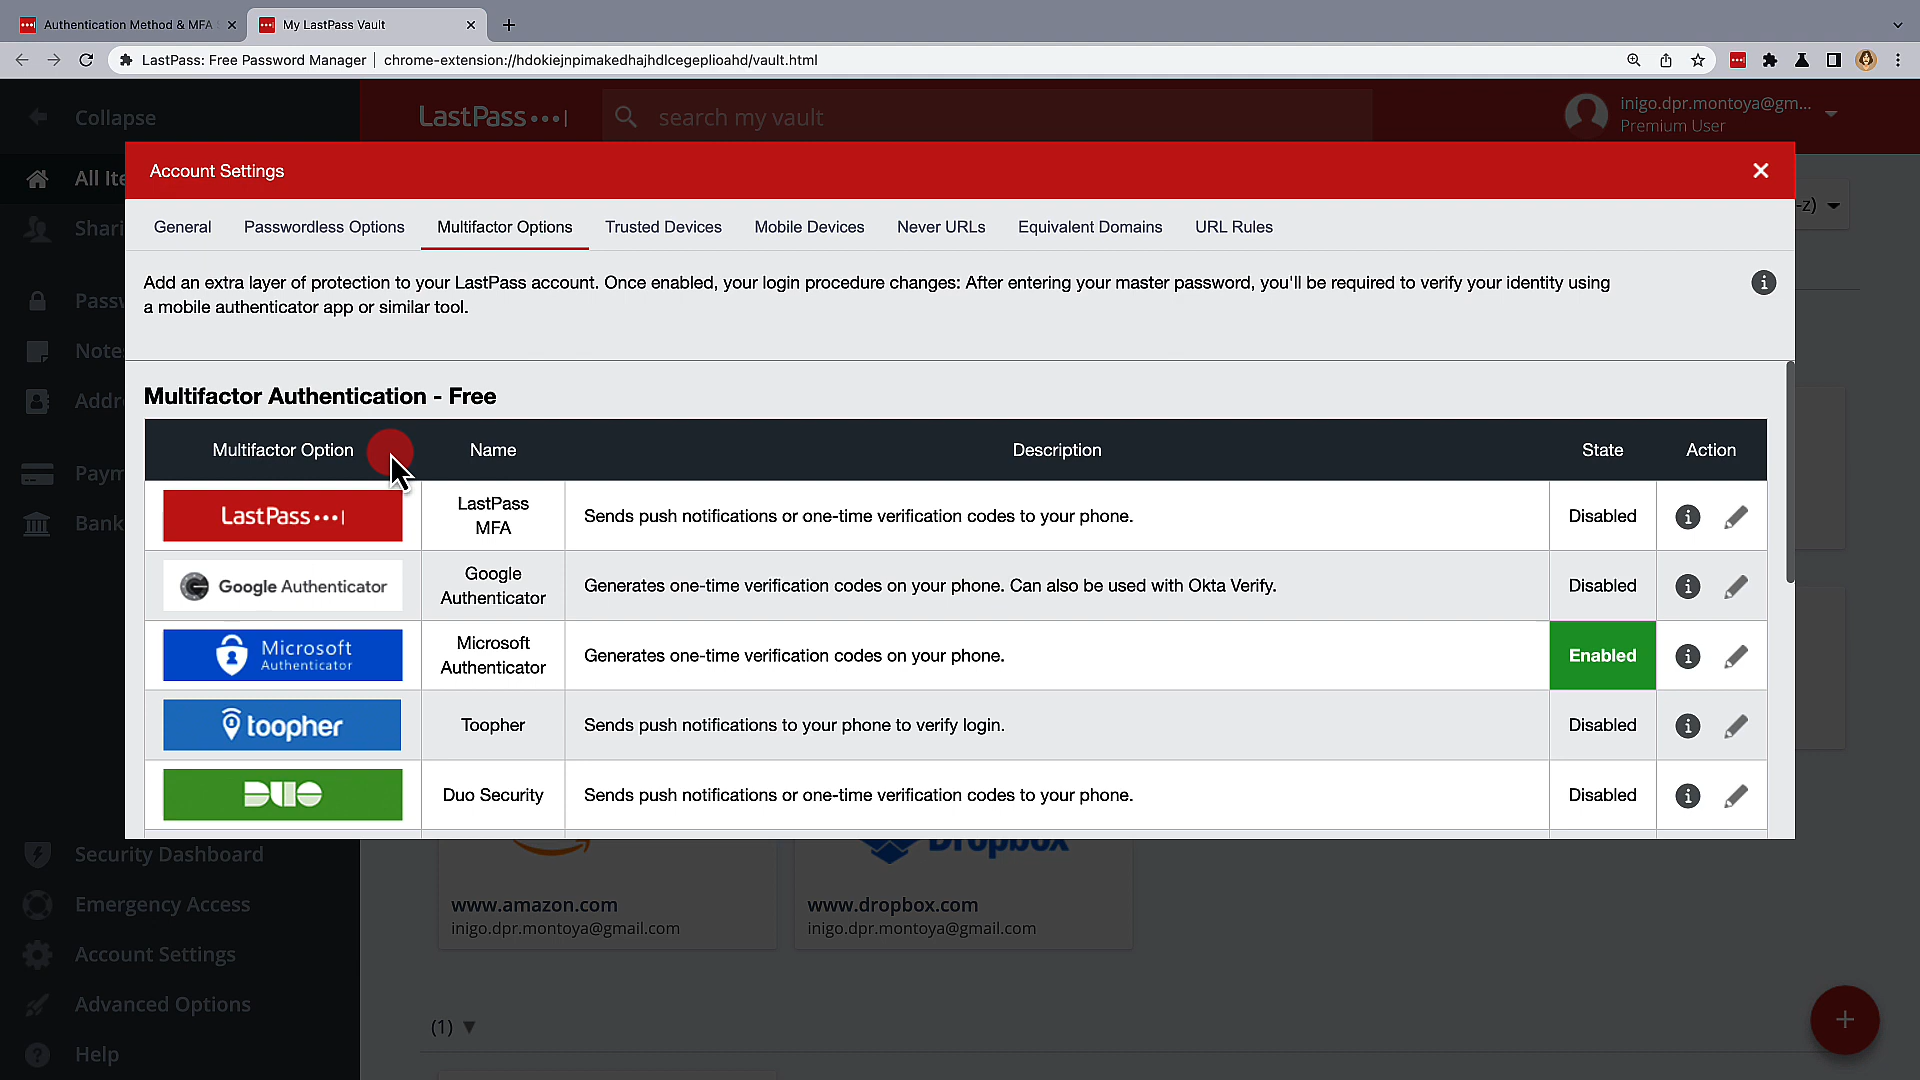 Authentication Method & MFA
My LastPass Vault
LastPass: Free Password Manager
chrome-extension://hdokiejnpimakedhajhdlcegeplioahd/vault.html
Collapse
LastPass
search my vault
inigo.dpr.montoya@gm...
Premium User
All Ite
Shari
Passw
Notes
Addre
Paym
Bank
Account Settings
General
Passwordless Options
Multifactor Options
Trusted Devices
Mobile Devices
Never URLs
Equivalent Domains
URL Rules
-z)
Add an extra layer of protection to your LastPass account. Once enabled, your login procedure changes: After entering your master password, you'll be required to verify your identity using
a mobile authenticator app or similar tool.
Multifactor Authentication - Free
Multifactor Option
Name
Description
State
Action
LastPass
LastPass
MFA
Sends push notifications or one-time verification codes to your phone.
Disabled
Google Authenticator
Google
Authenticator
Generates one-time verification codes on your phone. Can also be used with Okta Verify.
Disabled
Microsoft
Authenticator
Microsoft
Authenticator
Generates one-time verification codes on your phone.
Enabled
toopher
Toopher
Sends push notifications to your phone to verify login.
Disabled
DUO
Duo Security
Sends push notifications or one-time verification codes to your phone.
Disabled
Security Dashboard
Emergency Access
Account Settings
Advanced Options
Help
Dropbox
www.amazon.com
inigo.dpr.montoya@gmail.com
www.dropbox.com
inigo.dpr.montoya@gmail.com
(1)